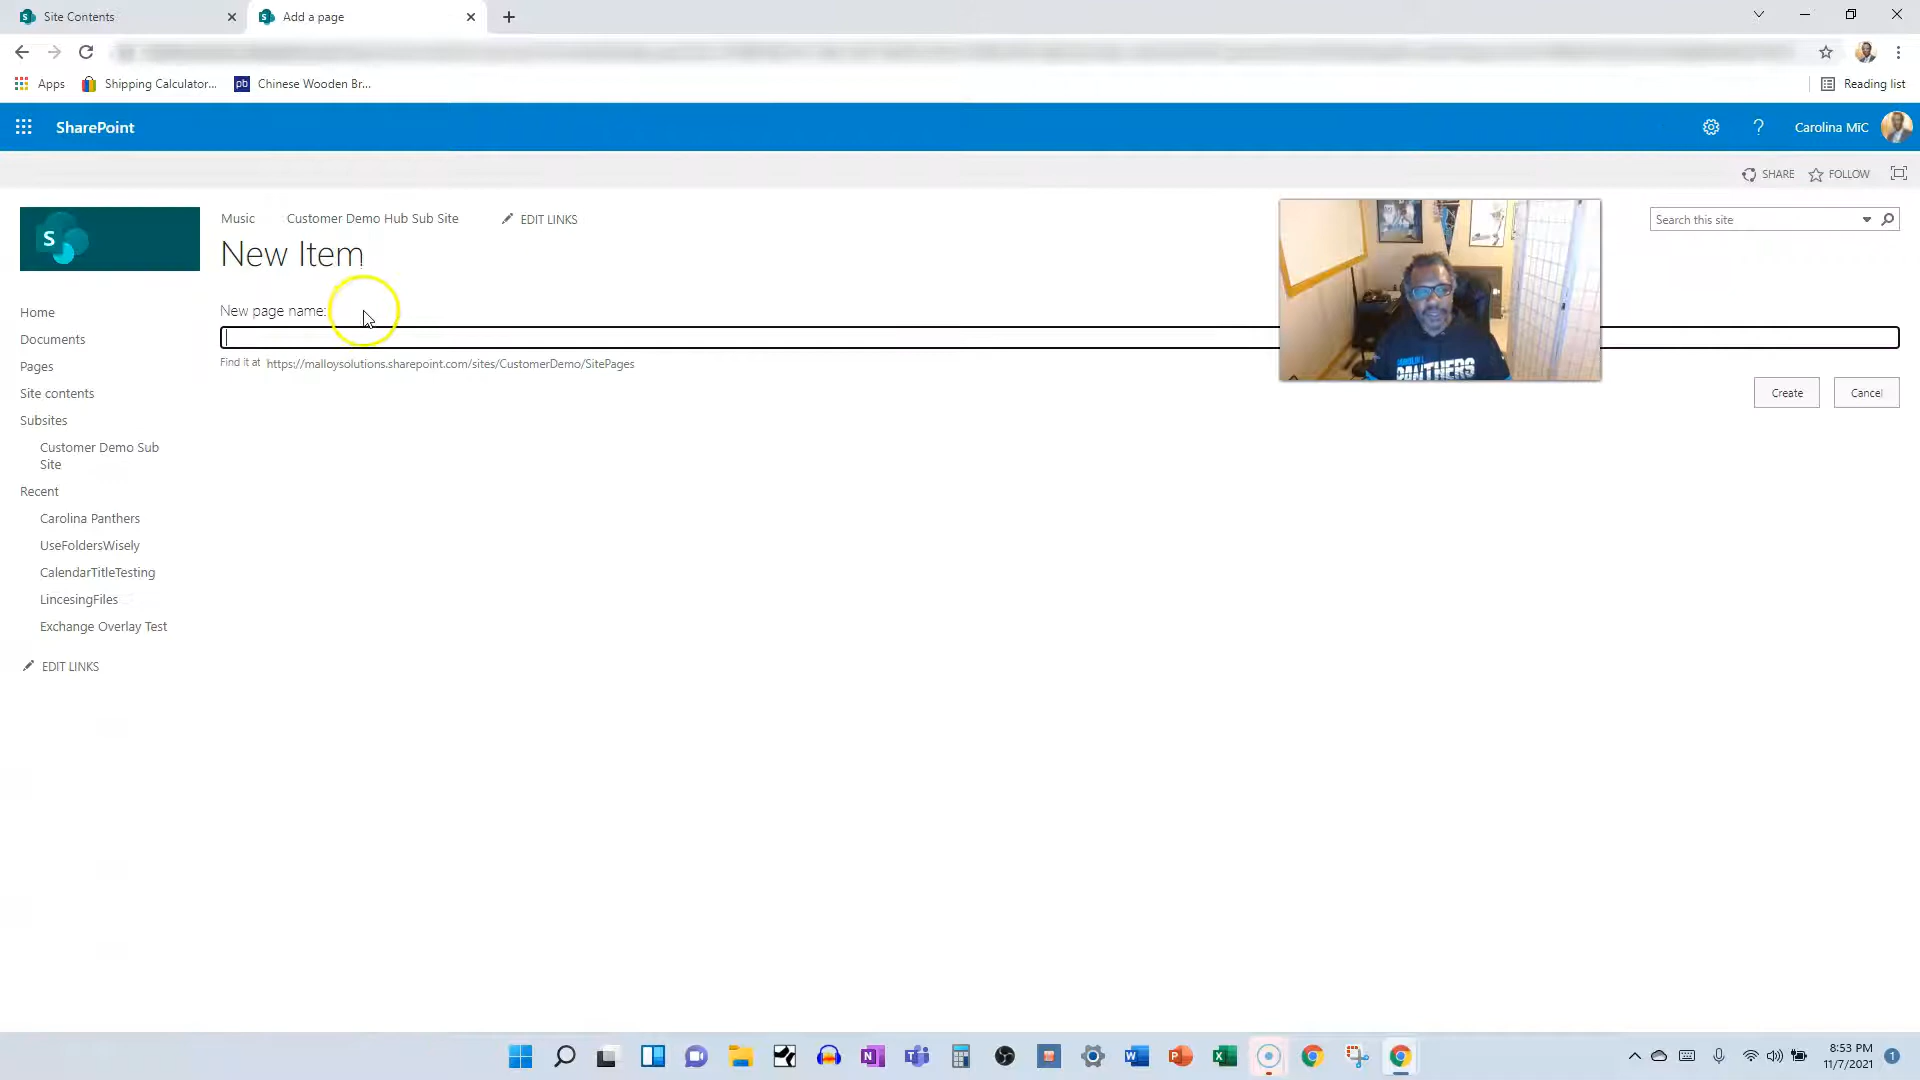 Site Contents
Add a page
Apps
Shipping Calculator...
pb
Chinese Wooden Br...
Reading list
SharePoint
Carolina MiC
SHARE
FOLLOW
S
Music
Customer Demo Hub Sub Site
EDIT LINKS
Search this site
New Item
New page name:
Find it at https://malloysolutions.sharepoint.com/sites/CustomerDemo/SitePages
Create
Cancel
PANTHERS
Home
Documents
Pages
Site contents
Subsites
Customer Demo Sub
Site
Recent
Carolina Panthers
UseFoldersWisely
CalendarTitleTesting
LincesingFiles
Exchange Overlay Test
EDIT LINKS
8:53 PM
11/7/2021
1